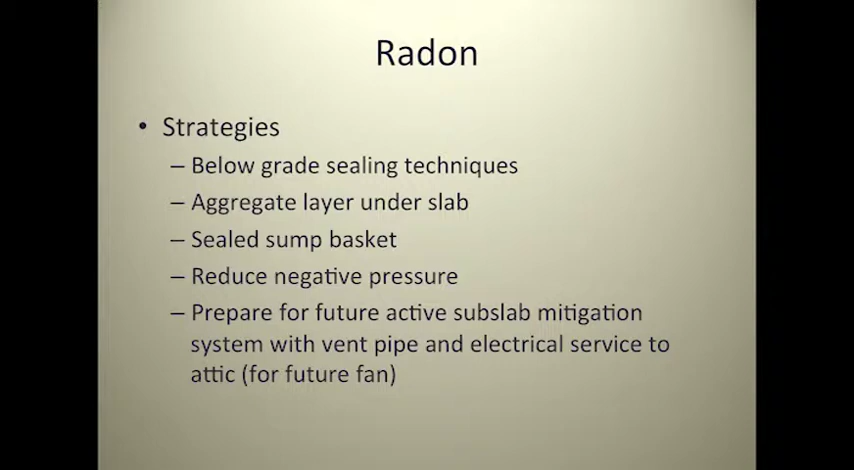 Radon
• Strategies
– Below grade sealing techniques
– Aggregate layer under slab
– Sealed sump basket
– Reduce negative pressure
– Prepare for future active subslab mitigation
system with vent pipe and electrical service to
attic (for future fan)